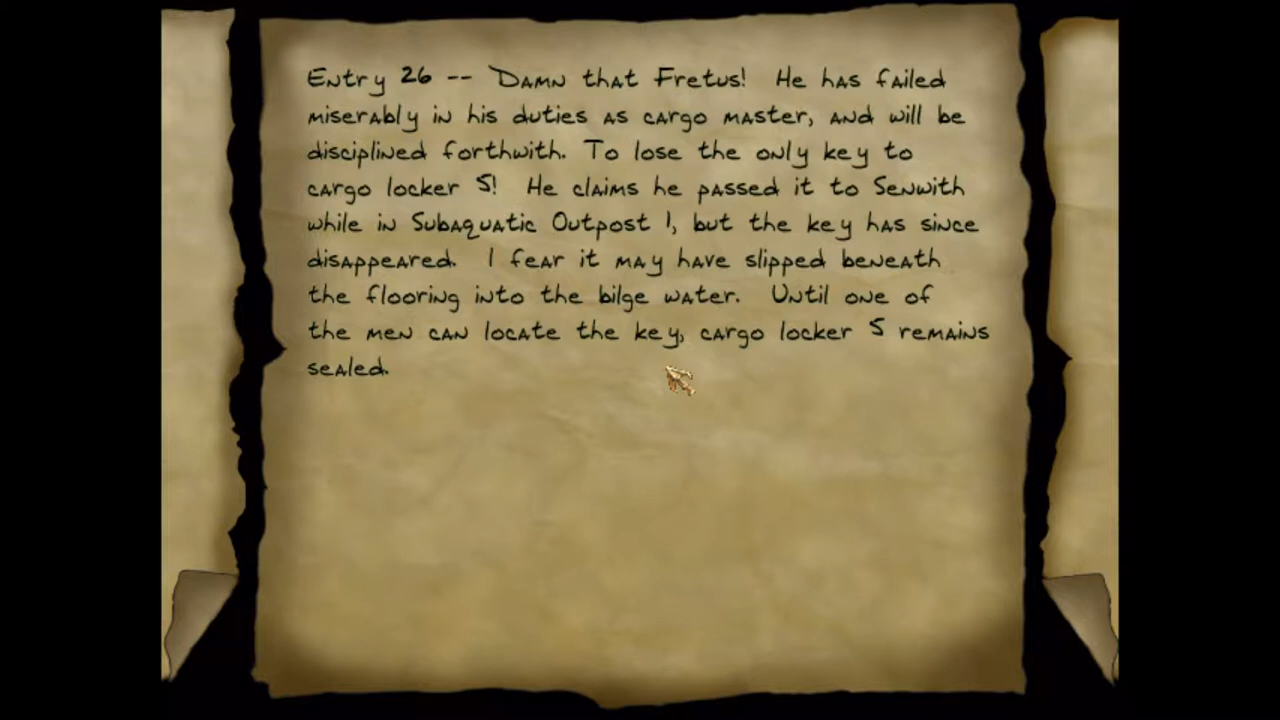 Entry 26 -- Damn that Fretus! He has failed
miserably in his duties as cargo master, and will be
disciplined forthwith. To lose the only key to
cargo locker 5! He claims he passed it to Senwith
while in Subaquatic Outpost 1, but the key has since
disappeared. I fear it may have slipped beneath
the flooring into the bilge water. Until one of
the men can locate the key, cargo locker 5 remains
sealed.